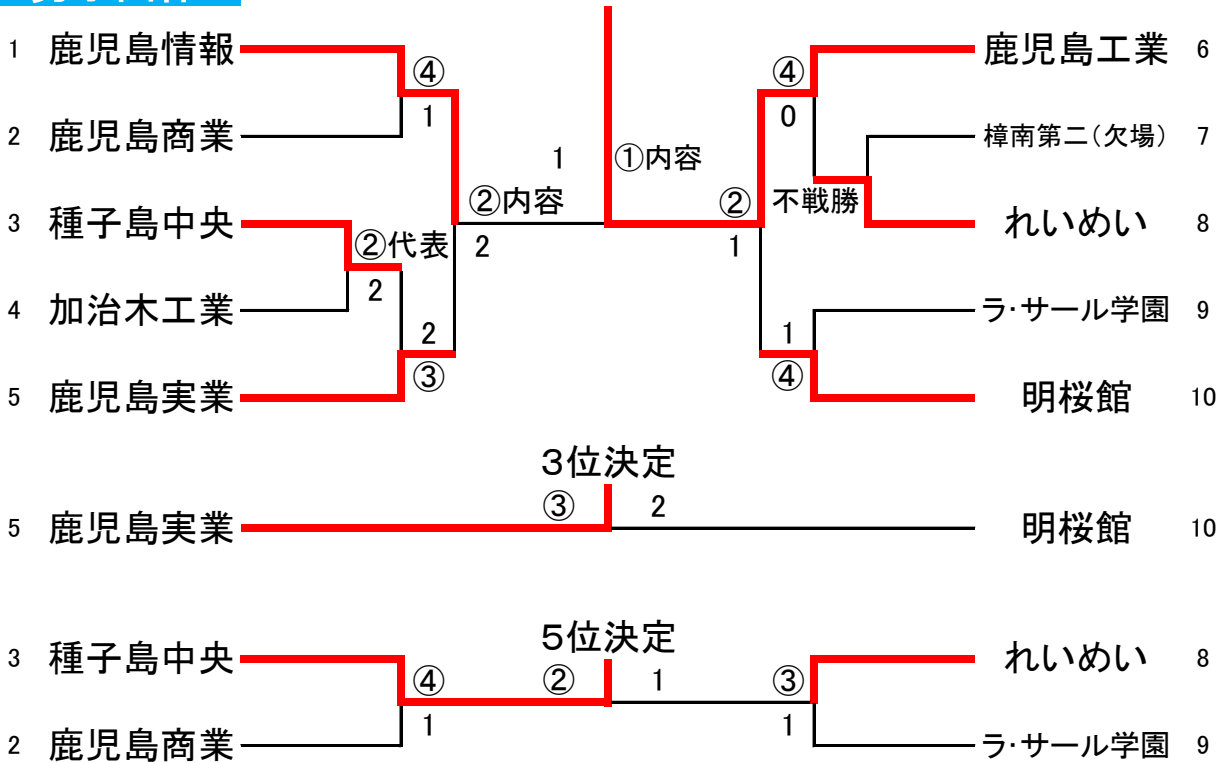 1 鹿児島情報 ④ ④ 鹿児島工業 6
1 0
2 鹿児島商業 樟南第二(欠場) 7
1 ①内容
②内容 ② 不戦勝
3 種子島中央 れいめい 8
②代表 2 1
2
4 加治木工業 ラ・サール学園 9
2 1
③ ④
5 鹿児島実業 明桜館 10
3位決定
③ 2
5 鹿児島実業 明桜館 10
5位決定
3 種子島中央 れいめい 8
④ ② 1 ③
1 1
2 鹿児島商業 ラ・サール学園 9